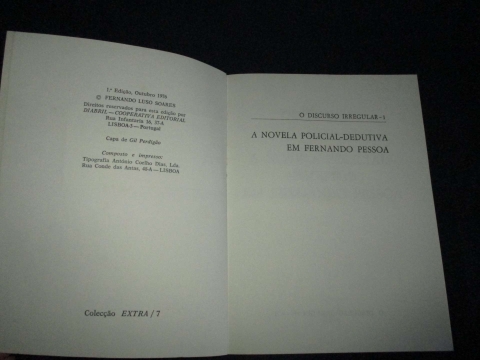 1.ª Edição, Outubro 1976
© FERNANDO LUSO SOARES
Direitos reservados para esta edição por
DIABRIL — COOPERATIVA EDITORIAL
Rua Infantaria 16, 37-A
LISBOA-3 — Portugal
Capa de Gil Perdigão
Composto e impresso:
Tipografia António Coelho Dias, Lda.
Rua Conde das Antas, 46-A — LISBOA
Colecção EXTRA/7
O DISCURSO IRREGULAR-1
A NOVELA POLICIAL-DEDUTIVA
EM FERNANDO PESSOA